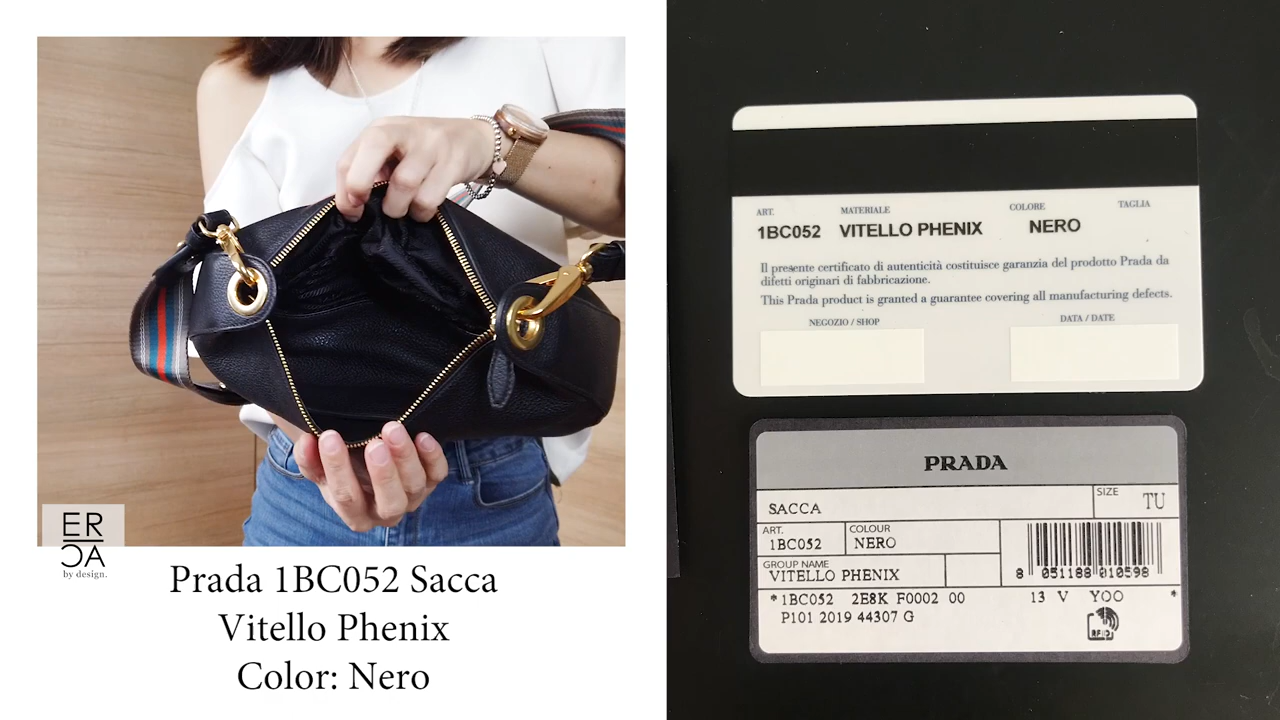 ER
CA
by design.
Prada 1BC052 Sacca
Vitello Phenix
Color: Nero
ART. MATERIALE COLORE TAGLIA
1BC052 VITELLO PHENIX NERO
Il presente certificato di autenticità costituisce garanzia del prodotto Prada da
difetti originari di fabbricazione.
This Prada product is granted a guarantee covering all manufacturing defects.
NEGOZIO / SHOP DATA / DATE
PRADA
SACCA SIZE TU
ART. COLOUR
1BC052 NERO
GROUP NAME
VITELLO PHENIX
8 051188 010598
*1BC052 2E8K F0002 00 13 V YOO *
P101 2019 44307 G
RFID